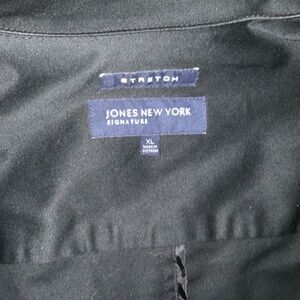 STRETCH
JONES NEW YORK
SIGNATURE
XL
MADE IN
VIETNAM